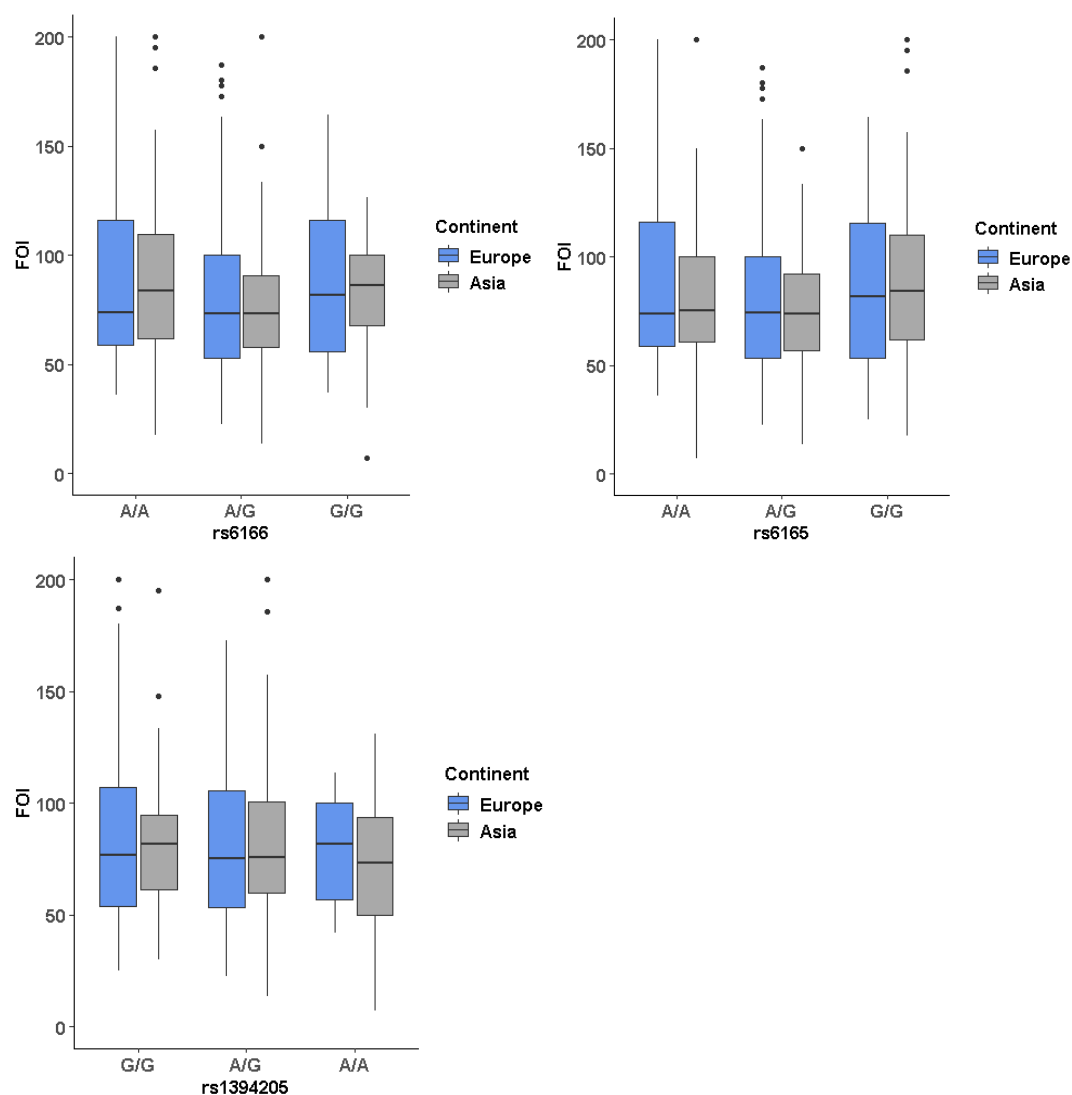 200
150
100
50
0
FOI
A/A A/G G/G
rs6166
Continent
Europe
Asia
200
150
100
50
0
FOI
A/A A/G G/G
rs6165
Continent
Europe
Asia
200
150
100
50
0
FOI
G/G A/G A/A
rs1394205
Continent
Europe
Asia